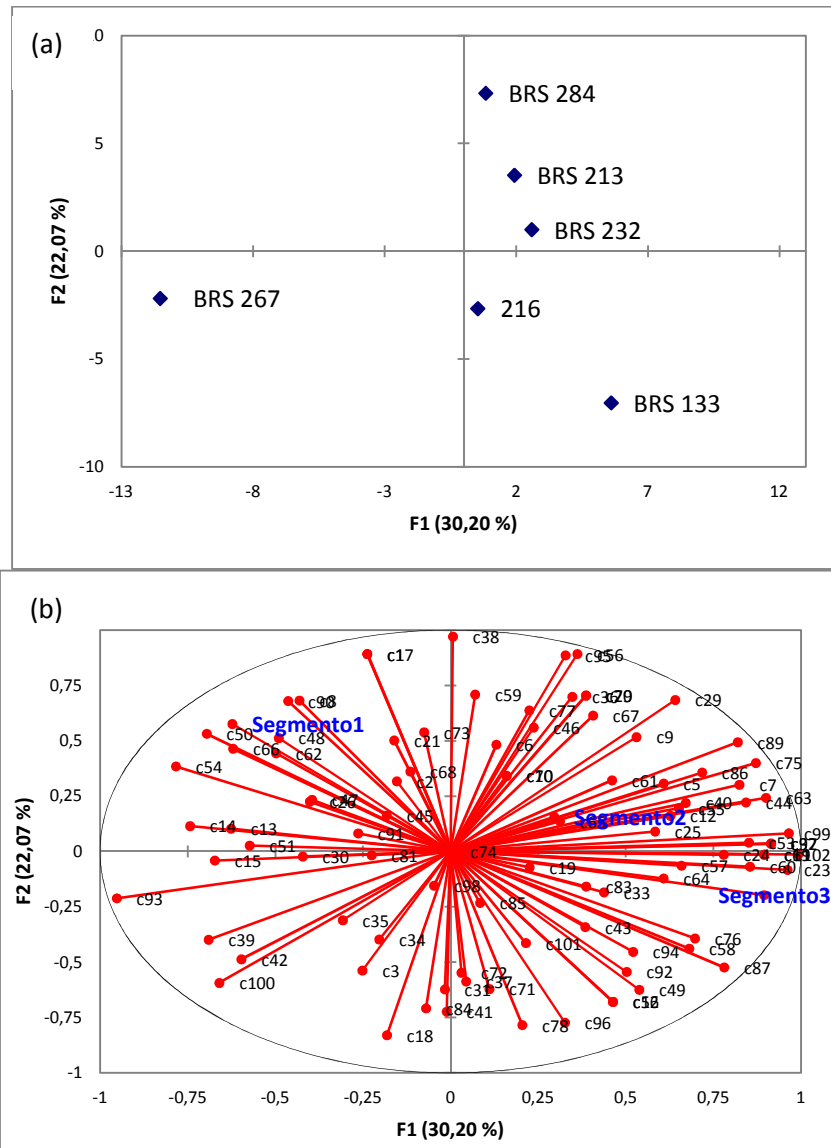 (a)
0
BRS 284
5
BRS 213
BRS 232
0
BRS 267
216
-5
BRS 133
-10
-13 -8 -3 2 7 12
F2 (22,07 %)
F1 (30,20 %)
(b)
c38
c17 c95 c56
c98 c8 c59 c36 c29
Segmento1 c77 c67
c50 c48 c21 c73 c46 c9
c66 c62 c6 c89
c54 c68 c75
c2 c70 c61 c5 c86 c7
c26 c40 c44 c63
c45 c12
c14 c13 c91 Segmento2 c25 c99
c51 c74 c53
c15 c30 c81 c19 c24 c102
c98 c57 c60 c23
c93 c83 c33 c64
c85 Segmento3
c35 c43
c39 c34 c101 c94 c76
c42 c3 c58
c100 c72 c92 c87
c31 c37 c71 c49
c84 c41
c18 c78 c96
0,75
0,5
0,25
0
-0,25
-0,5
-0,75
-1
-1 -0,75 -0,5 -0,25 0 0,25 0,5 0,75 1
F2 (22,07 %)
F1 (30,20 %)